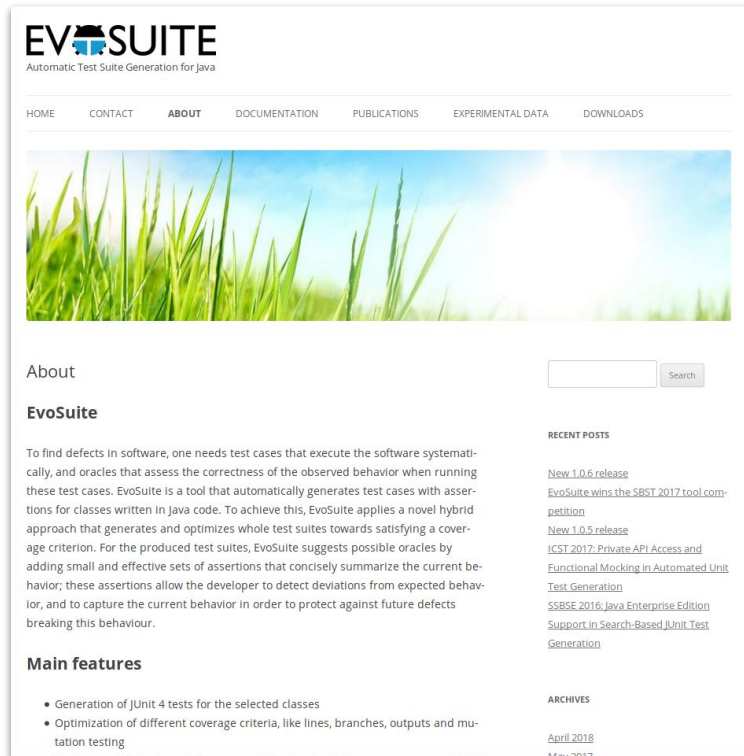 EVOSUITE
Automatic Test Suite Generation for Java
HOME CONTACT ABOUT DOCUMENTATION PUBLICATIONS EXPERIMENTAL DATA DOWNLOADS
About
EvoSuite
To find defects in software, one needs test cases that execute the software systemati-
cally, and oracles that assess the correctness of the observed behavior when running
these test cases. EvoSuite is a tool that automatically generates test cases with asser-
tions for classes written in Java code. To achieve this, EvoSuite applies a novel hybrid
approach that generates and optimizes whole test suites towards satisfying a cover-
age criterion. For the produced test suites, EvoSuite suggests possible oracles by
adding small and effective sets of assertions that concisely summarize the current be-
havior; these assertions allow the developer to detect deviations from expected behav-
ior, and to capture the current behavior in order to protect against future defects
breaking this behaviour.
Main features
● Generation of JUnit 4 tests for the selected classes
● Optimization of different coverage criteria, like lines, branches, outputs and mu-
tation testing
Search
RECENT POSTS
New 1.0.6 release
EvoSuite wins the SBST 2017 tool com-
petition
New 1.0.5 release
ICST 2017: Private API Access and
Functional Mocking in Automated Unit
Test Generation
SSBSE 2016: Java Enterprise Edition
Support in Search-Based JUnit Test
Generation
ARCHIVES
April 2018
May 2017